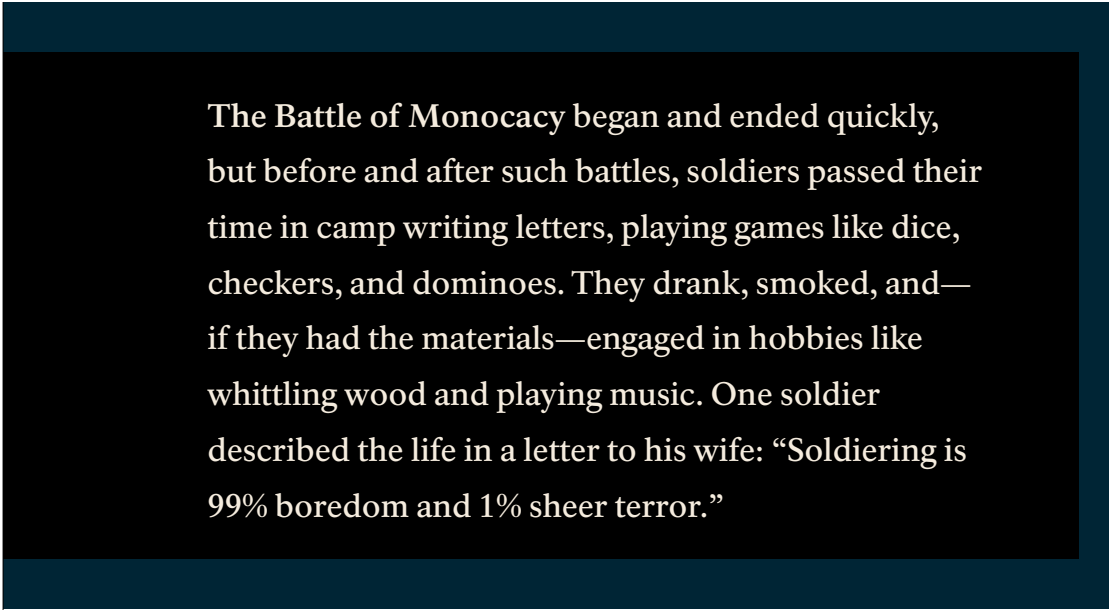 The Battle of Monocacy began and ended quickly,
but before and after such battles, soldiers passed their
time in camp writing letters, playing games like dice,
checkers, and dominoes. They drank, smoked, and—
if they had the materials—engaged in hobbies like
whittling wood and playing music. One soldier
described the life in a letter to his wife: “Soldiering is
99% boredom and 1% sheer terror.”